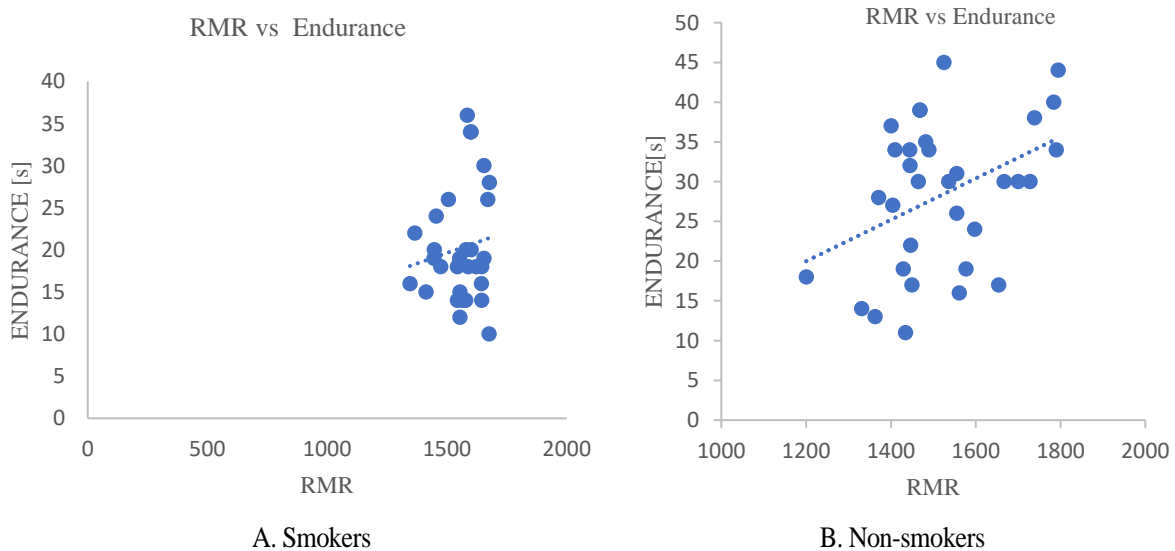 RMR vs Endurance
40
35
30
25
20
15
10
5
0
ENDURANCE [s]
0 500 1000 1500 2000
RMR
A. Smokers
RMR vs Endurance
50
45
40
35
30
25
20
15
10
5
0
ENDURANCE[s]
1000 1200 1400 1600 1800 2000
RMR
B. Non-smokers